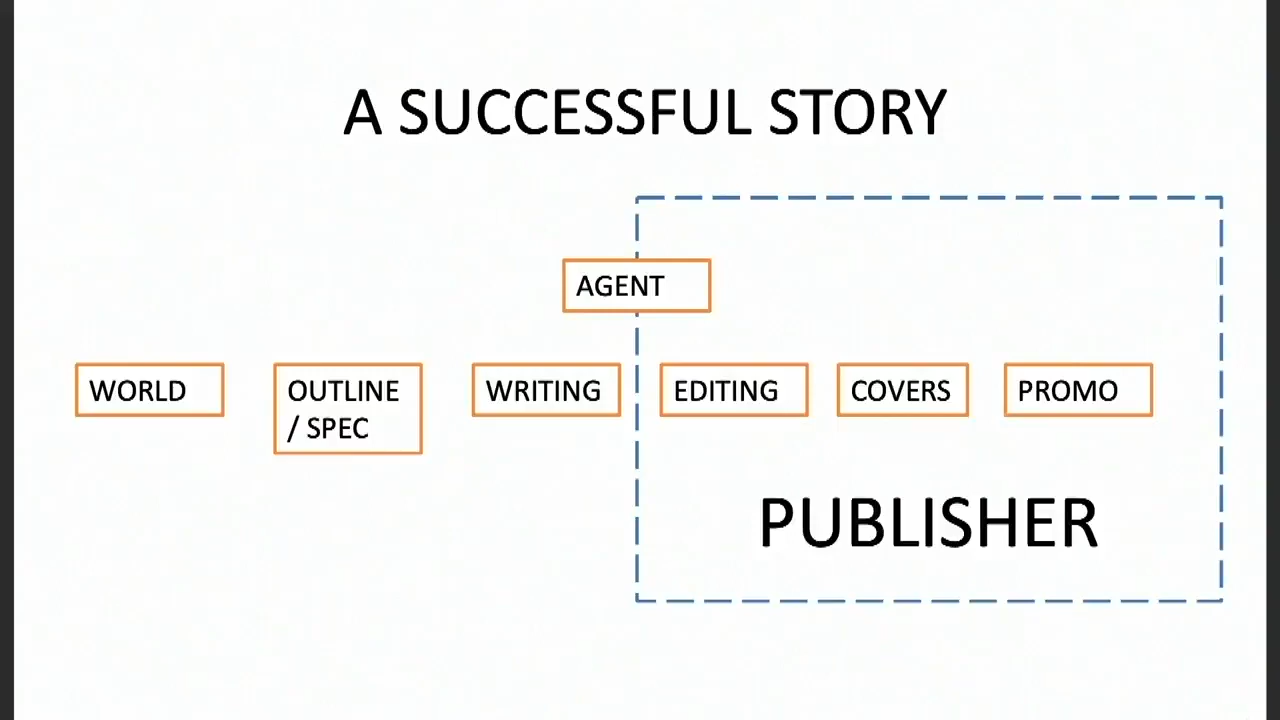 A SUCCESSFUL STORY
AGENT
WORLD
OUTLINE
/ SPEC
WRITING
EDITING
COVERS
PROMO
PUBLISHER